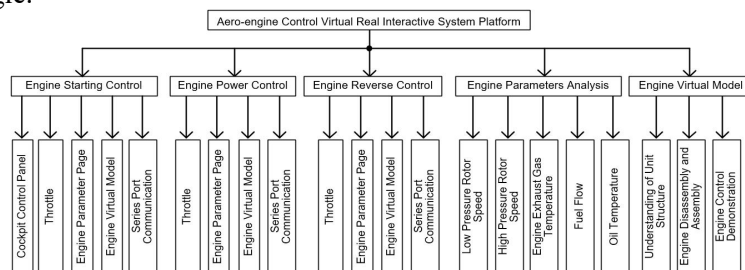 Aero-engine Control Virtual Real Interactive System Platform
Engine Starting Control
Engine Power Control
Engine Reverse Control
Engine Parameters Analysis
Engine Virtual Model
Cockpit Control Panel
Throttle
Engine Parameter Page
Engine Virtual Model
Series Port
Communication
Throttle
Engine Parameter Page
Engine Virtual Model
Series Port
Communication
Throttle
Engine Parameter Page
Engine Virtual Model
Series Port
Communication
Low Pressure Rotor
Speed
High Pressure Rotor
Speed
Engine Exhaust Gas
Temperature
Fuel Flow
Oil Temperature
Understanding of Unit
Structure
Engine Disassembly and
Assembly
Engine Control
Demonstration